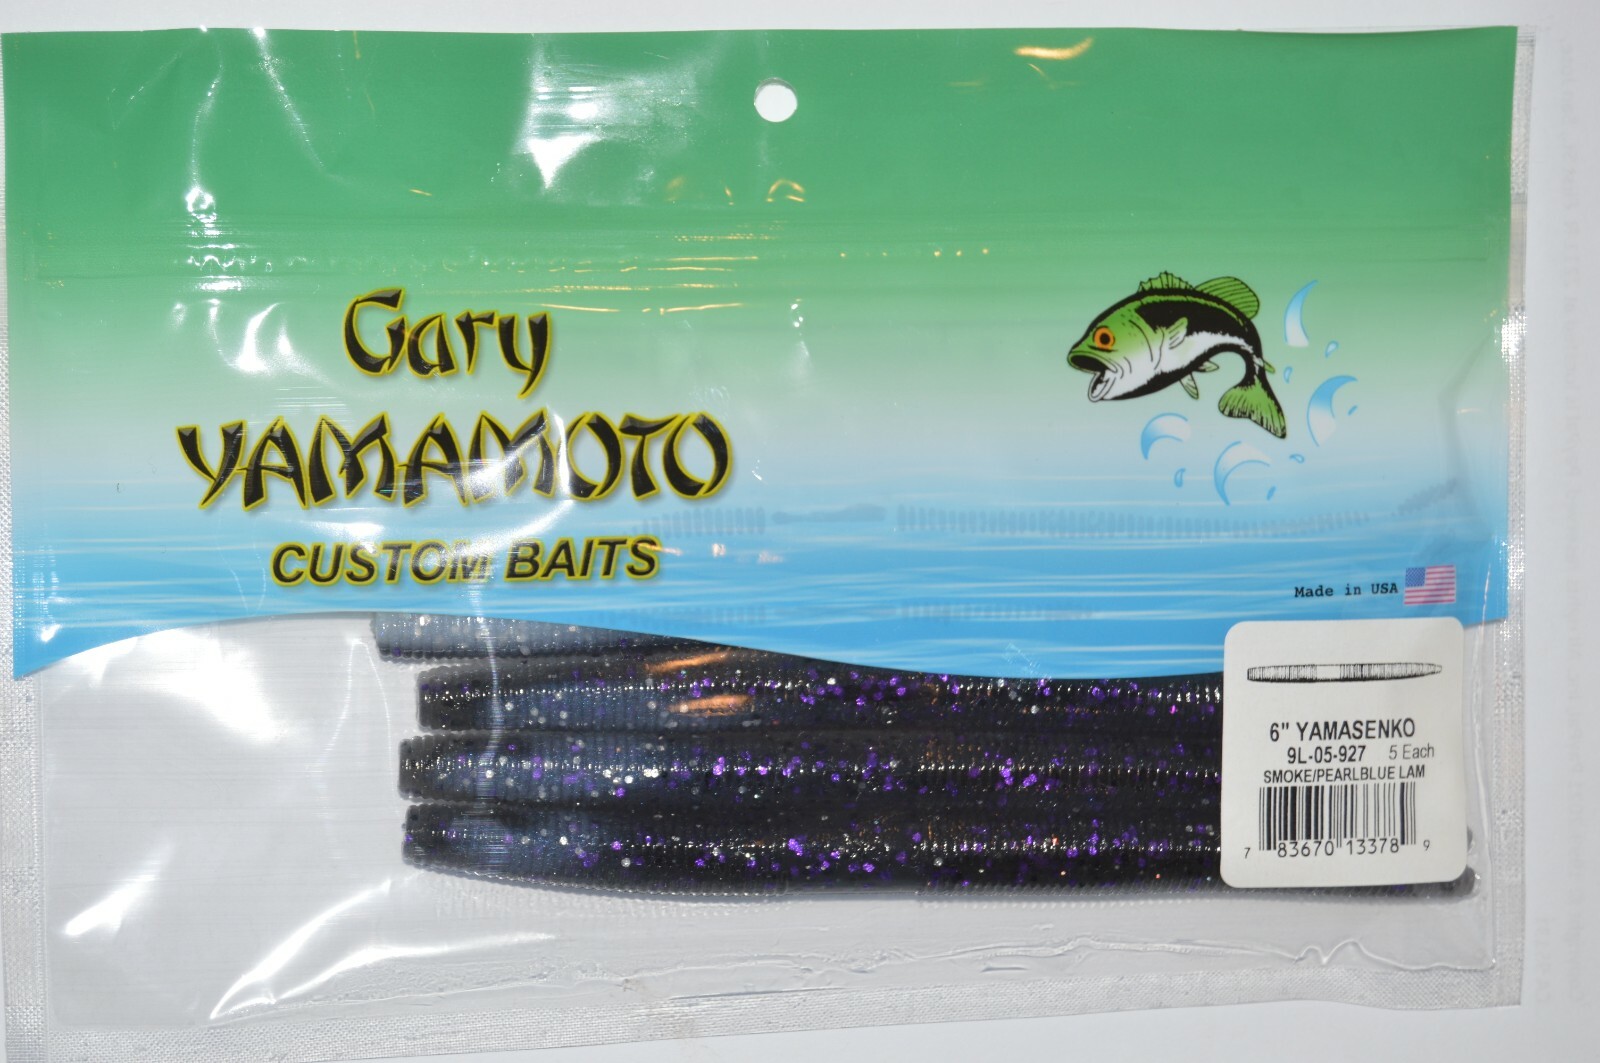 Gary
YAMAMOTO
CUSTOM BAITS
Made in USA
6" YAMASENKO
9L-05-927 5 Each
SMOKE/PEARLBLUE LAM
7 83670 13378 9